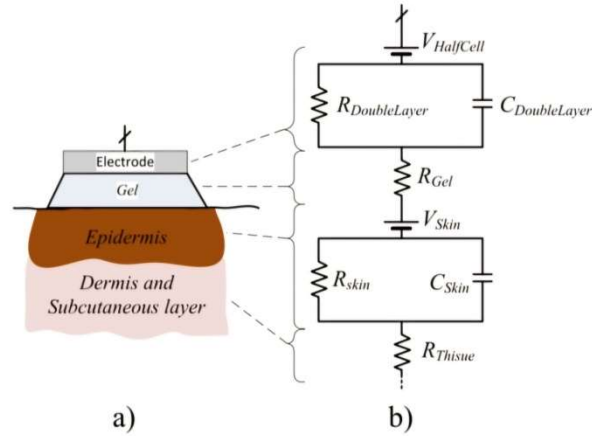 Electrode
Gel
Epidermis
Dermis and
Subcutaneous layer
a)
V_HalfCell
R_DoubleLayer
C_DoubleLayer
R_Gel
V_Skin
R_skin
C_Skin
R_Thisue
b)